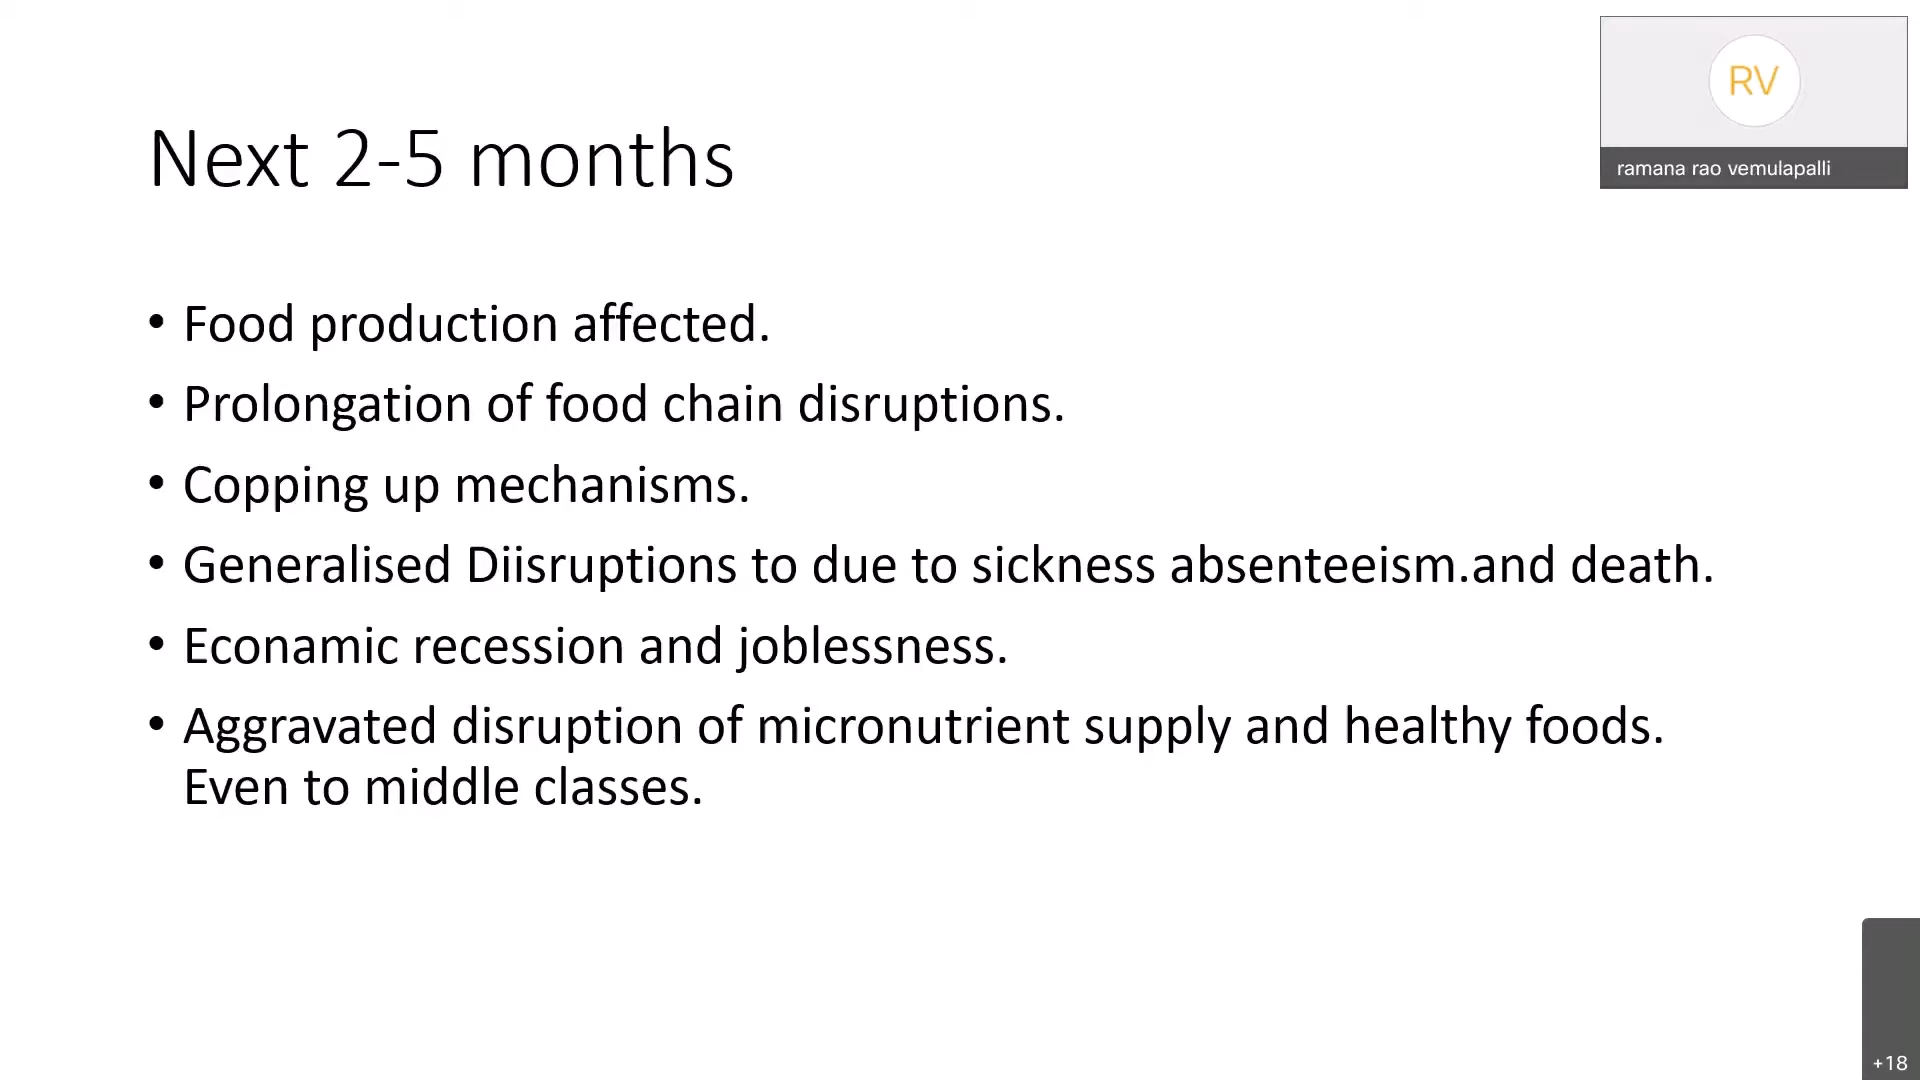 Next 2-5 months
RV
ramana rao vemulapalli
• Food production affected.
• Prolongation of food chain disruptions.
• Copping up mechanisms.
• Generalised Diisruptions to due to sickness absenteeism.and death.
• Econamic recession and joblessness.
• Aggravated disruption of micronutrient supply and healthy foods.
Even to middle classes.
+18